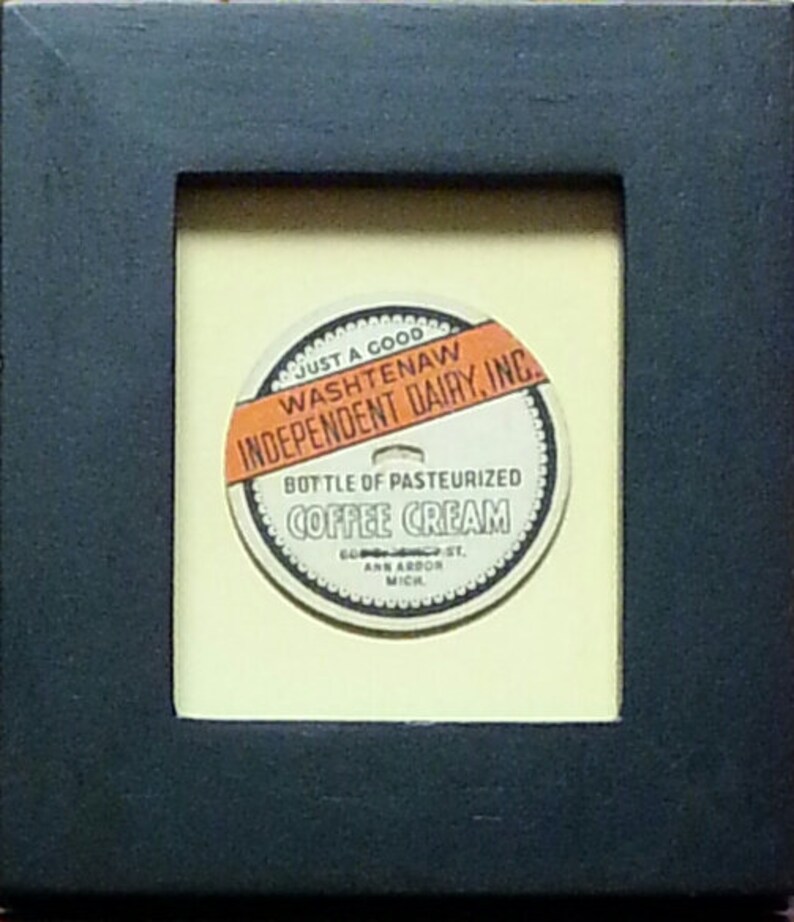 JUST A GOOD
WASHTENAW
INDEPENDENT DAIRY, INC.
BOTTLE OF PASTEURIZED
COFFEE CREAM
ST.
ANN ARBOR
MICH.